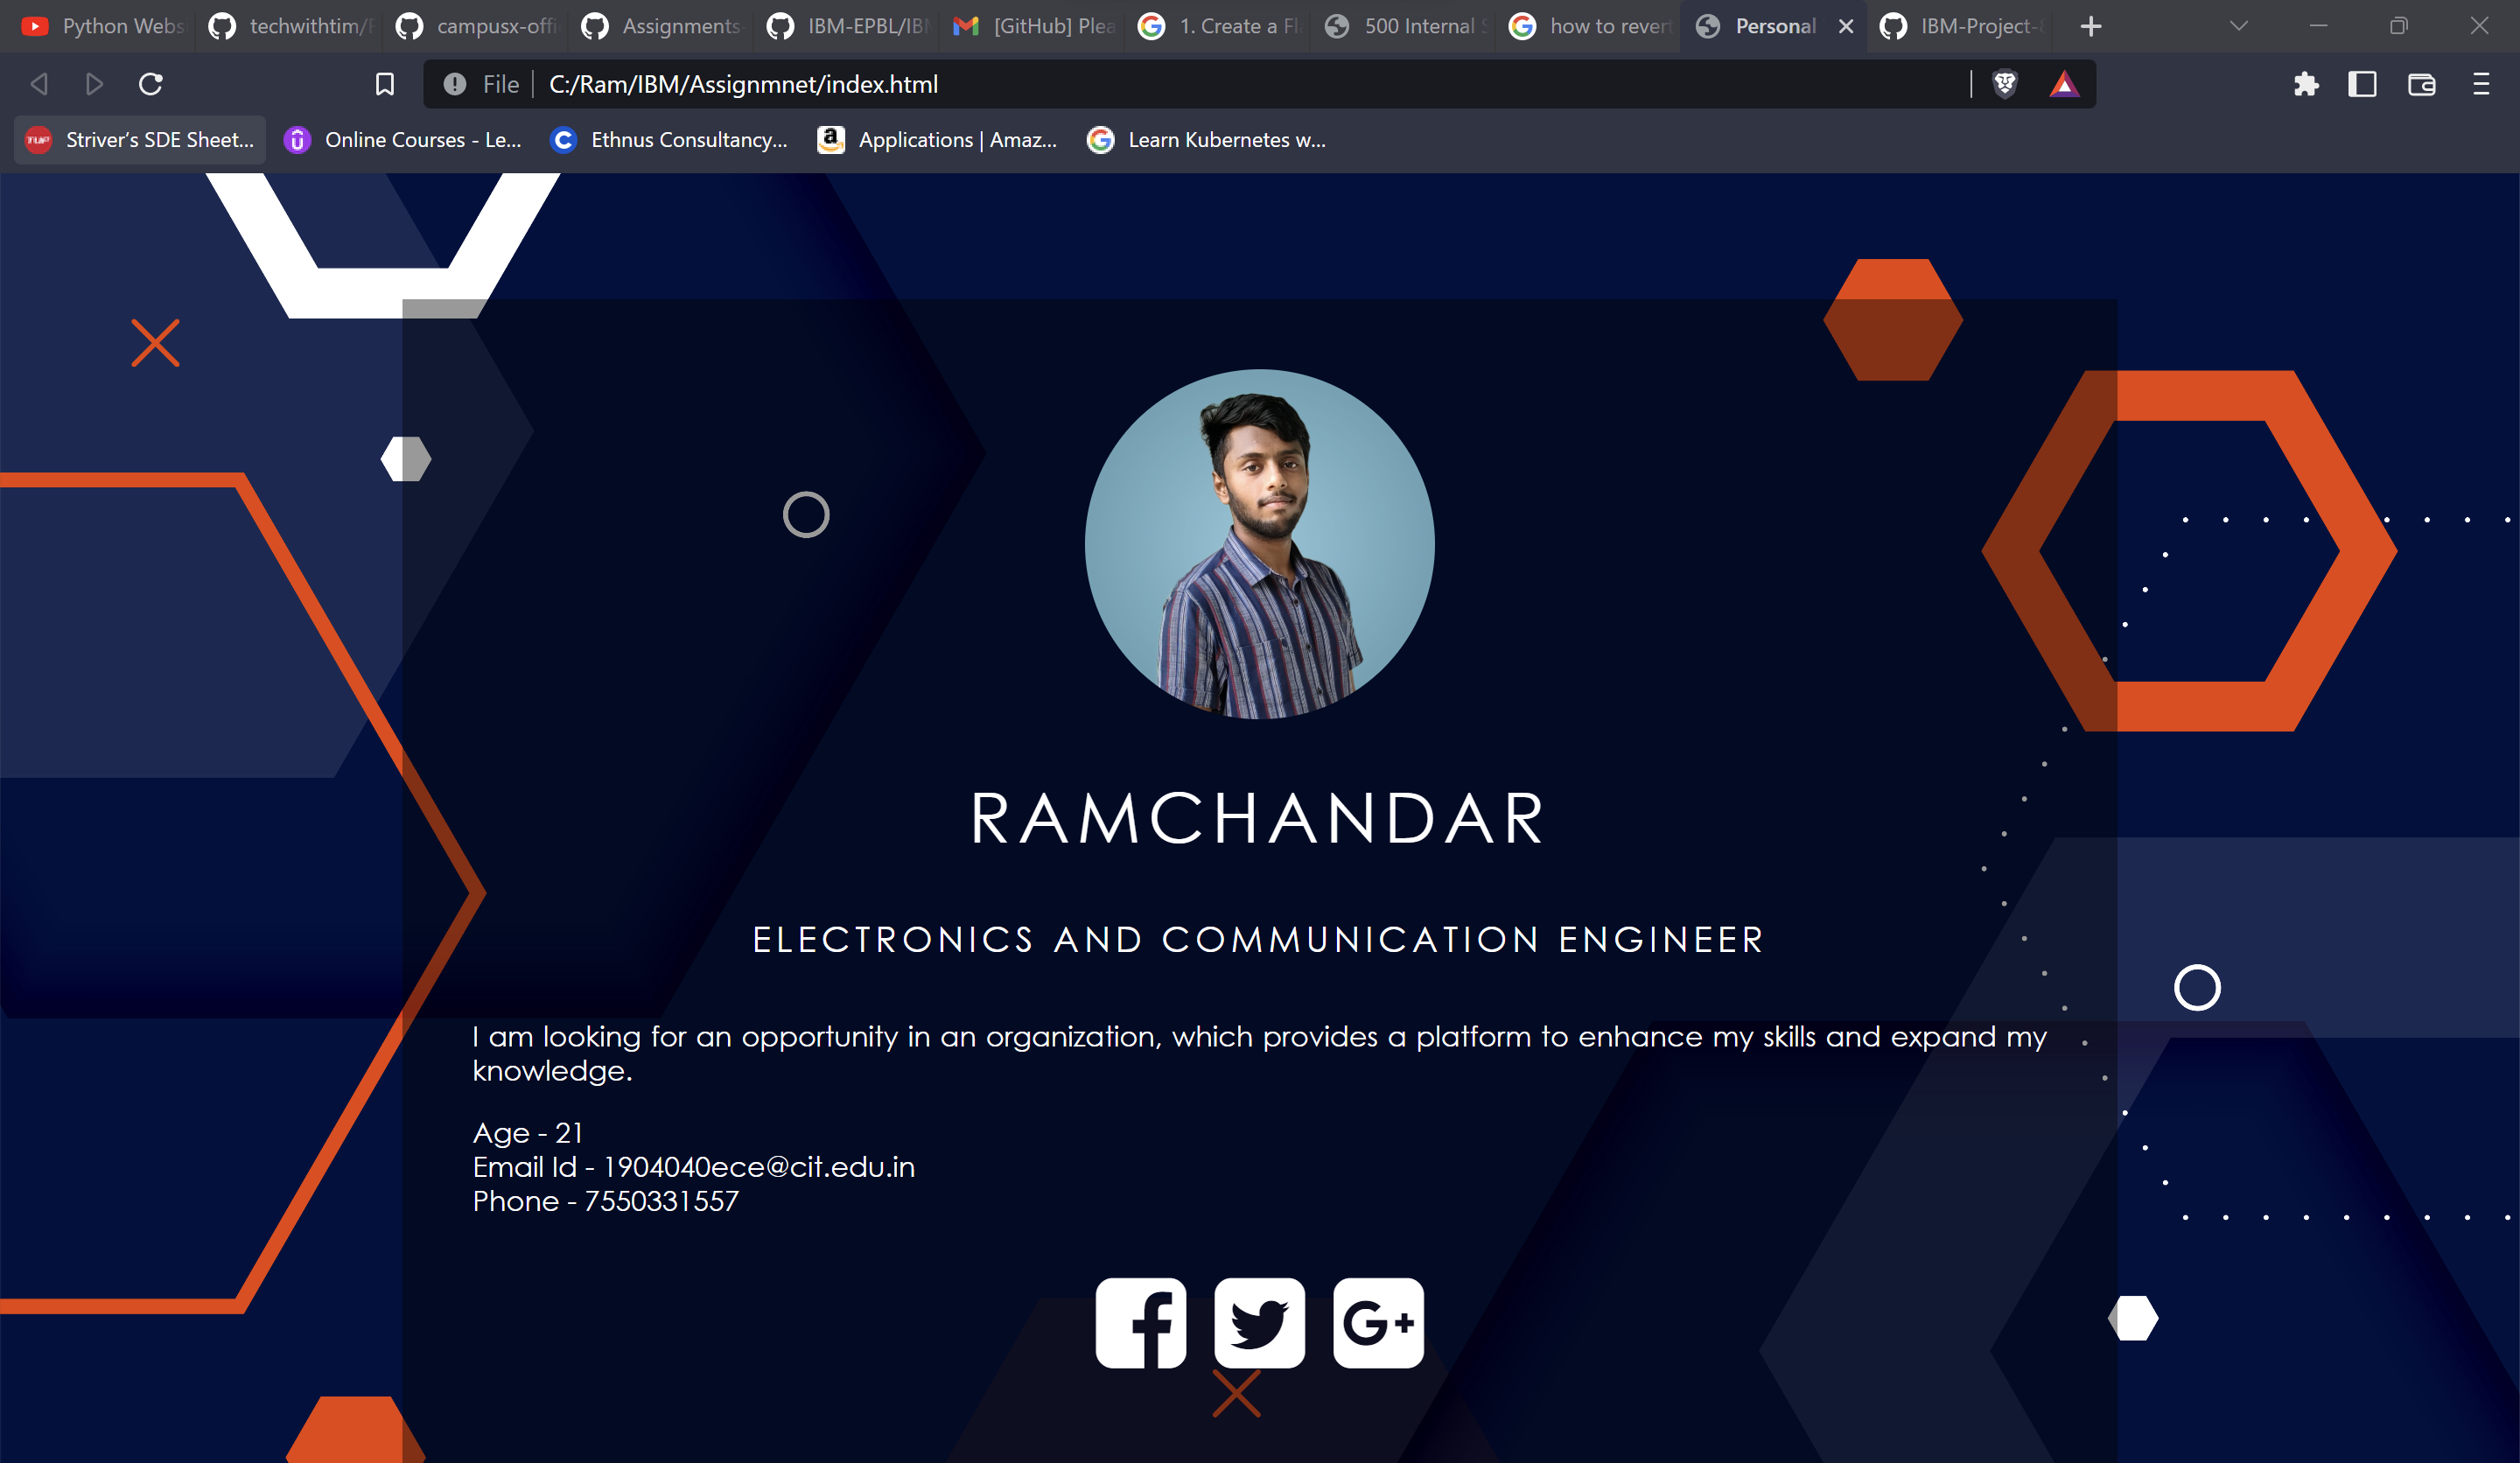 Python Webs
techwithtim/
campusx-offi
Assignments-
IBM-EPBL/IB
[GitHub] Plea
1. Create a Fl
500 Internal
how to rever
Personal
IBM-Project-
File
C:/Ram/IBM/Assignmnet/index.html
TUF
Striver's SDE Sheet...
Online Courses - Le...
Ethnus Consultancy...
Applications | Amaz...
Learn Kubernetes w...
RAMCHANDAR
ELECTRONICS AND COMMUNICATION ENGINEER
I am looking for an opportunity in an organization, which provides a platform to enhance my skills and expand my
knowledge.
Age - 21
Email Id - 1904040ece@cit.edu.in
Phone - 7550331557
f
G+